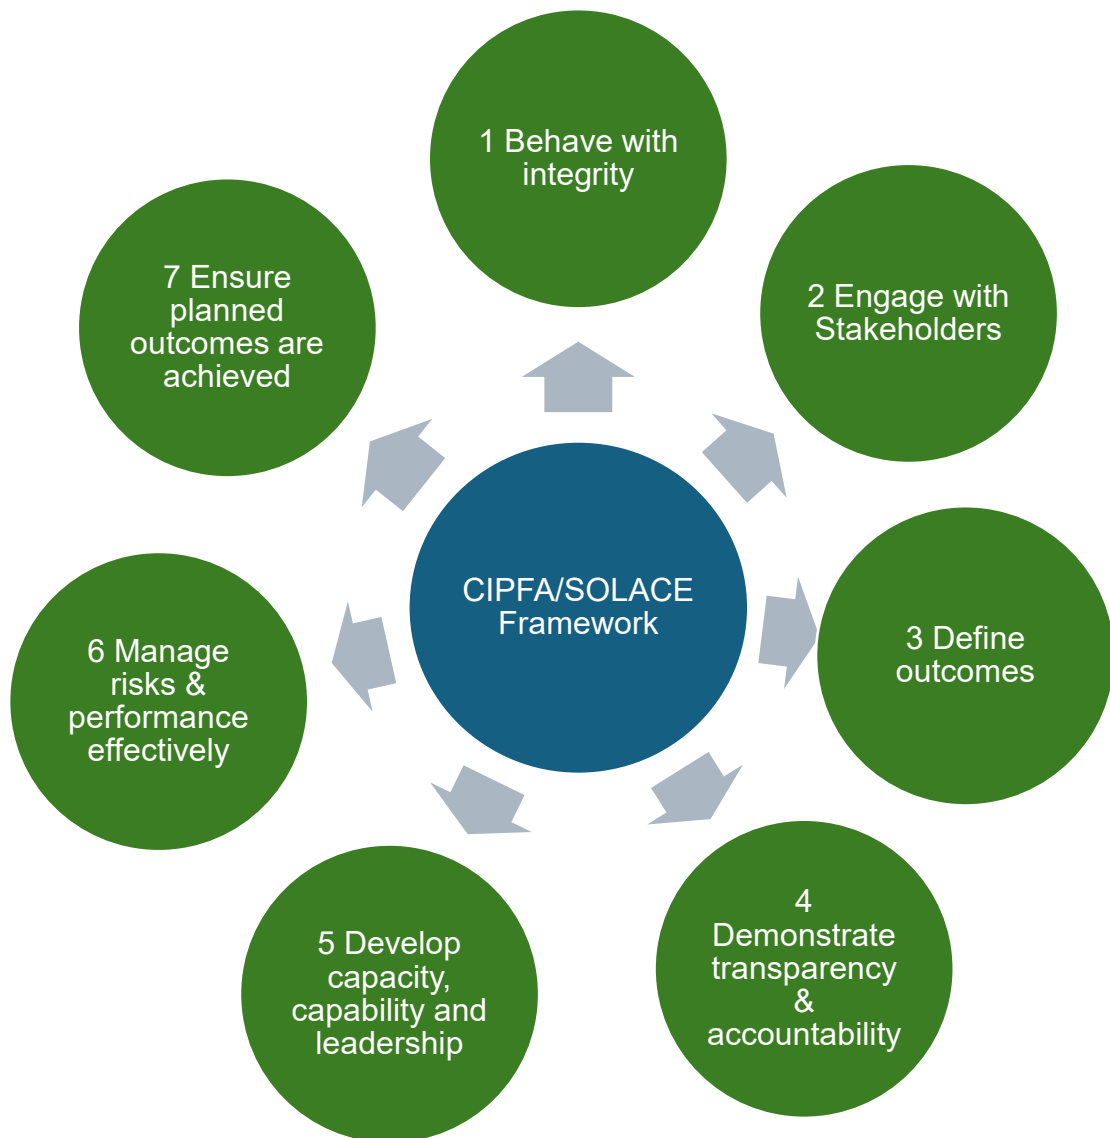 1 Behave with
integrity
2 Engage with
Stakeholders
3 Define
outcomes
4
Demonstrate
transparency
&
accountability
5 Develop
capacity,
capability and
leadership
6 Manage
risks &
performance
effectively
7 Ensure
planned
outcomes are
achieved
CIPFA/SOLACE
Framework